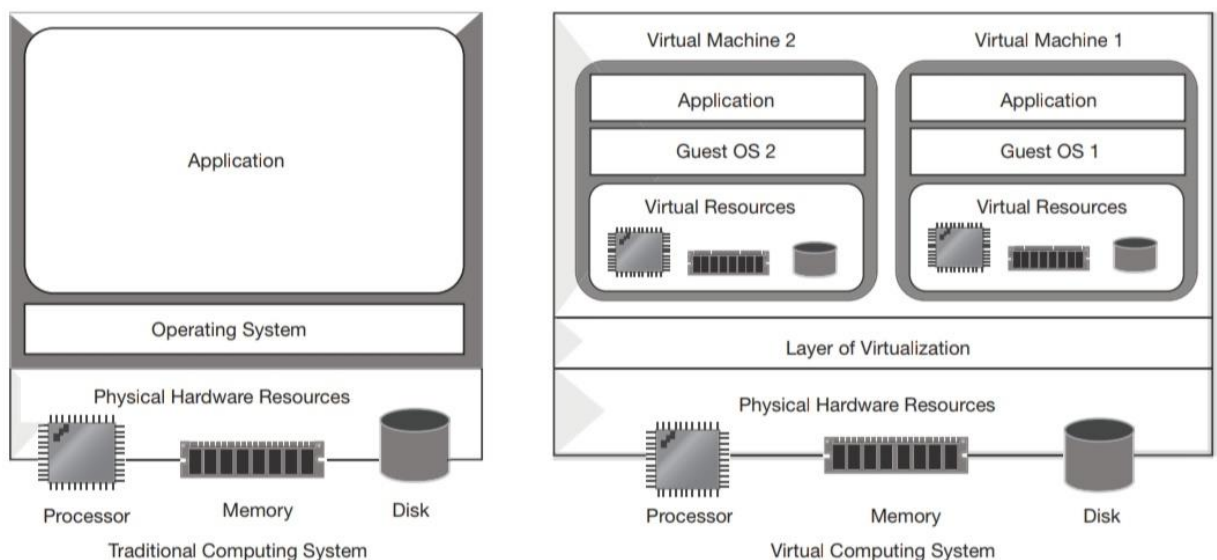 Application
Operating System
Physical Hardware Resources
Processor
Memory
Disk
Traditional Computing System
Virtual Machine 2
Virtual Machine 1
Application
Application
Guest OS 2
Guest OS 1
Virtual Resources
Virtual Resources
Layer of Virtualization
Physical Hardware Resources
Processor
Memory
Disk
Virtual Computing System